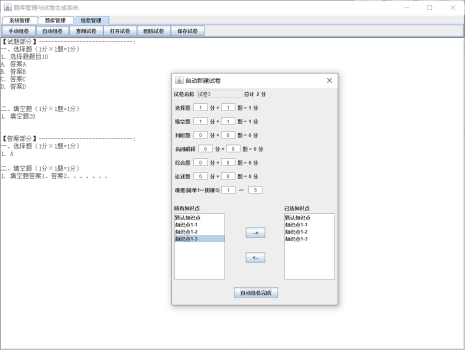 题库管理与试卷生成系统
系统管理 题库管理 组卷管理
手动组卷 自动组卷 查阅试卷 打开试卷 删除试卷 保存试卷
【试题部分】------------------------------:
一、选择题（1分×1题=1分）
1. 选择题题目10
A. 答案A
B. 答案B
C. 答案C
D. 答案D
二、填空题（1分×1题=1分）
1. 填空题20
【答案部分】------------------------------:
一、选择题（1分×1题=1分）
1. A
二、填空题（1分×1题=1分）
1. 填空题答案1、答案2、、、、、、、
自动新建试卷
试卷名称 试卷3 总计 2 分
选择题 1 分 * 1 题 = 1 分
填空题 1 分 * 1 题 = 1 分
判断题 0 分 * 0 题 = 0 分
名词解释 0 分 * 0 题 = 0 分
综合题 0 分 * 0 题 = 0 分
论述题 0 分 * 0 题 = 0 分
难度(简单1~困难5) 1 ~ 5
所有知识点 已选知识点
默认知识点 默认知识点
知识点1-1 知识点1-1
知识点1-2 知识点1-2
知识点1-3 知识点1-3
-->
<--
自动组卷完成